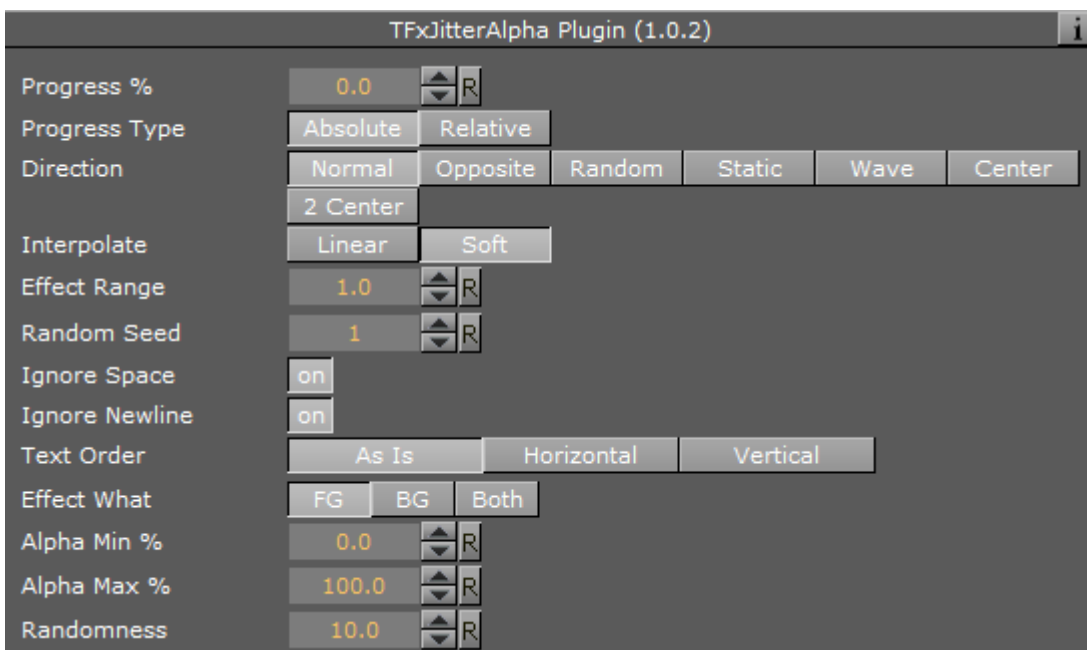 TFxJitterAlpha Plugin (1.0.2) i
Progress % 0.0 R
Progress Type Absolute Relative
Direction Normal Opposite Random Static Wave Center
2 Center
Interpolate Linear Soft
Effect Range 1.0 R
Random Seed 1 R
Ignore Space on
Ignore Newline on
Text Order As Is Horizontal Vertical
Effect What FG BG Both
Alpha Min % 0.0 R
Alpha Max % 100.0 R
Randomness 10.0 R